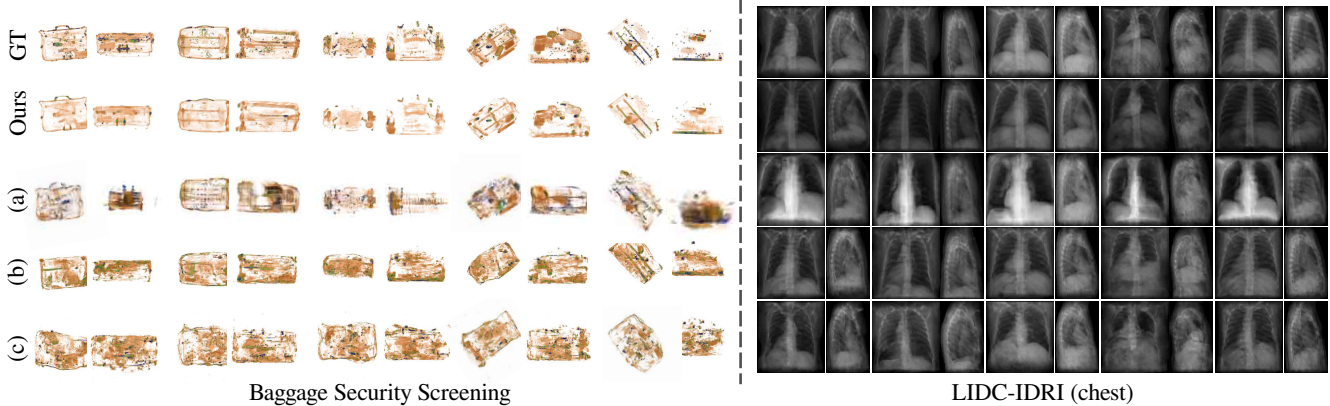 GT
Ours
(a)
(b)
(c)
Baggage Security Screening
LIDC-IDRI (chest)